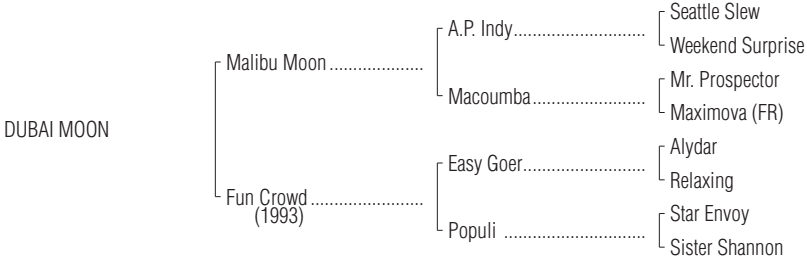 Seattle Slew
A.P. Indy..............................
Weekend Surprise
Malibu Moon.....................
Mr. Prospector
Macoumba..........................
Maximova (FR)
DUBAI MOON
Alydar
Easy Goer............................
Relaxing
Fun Crowd..........................
(1993)
Star Envoy
Populi .................................
Sister Shannon